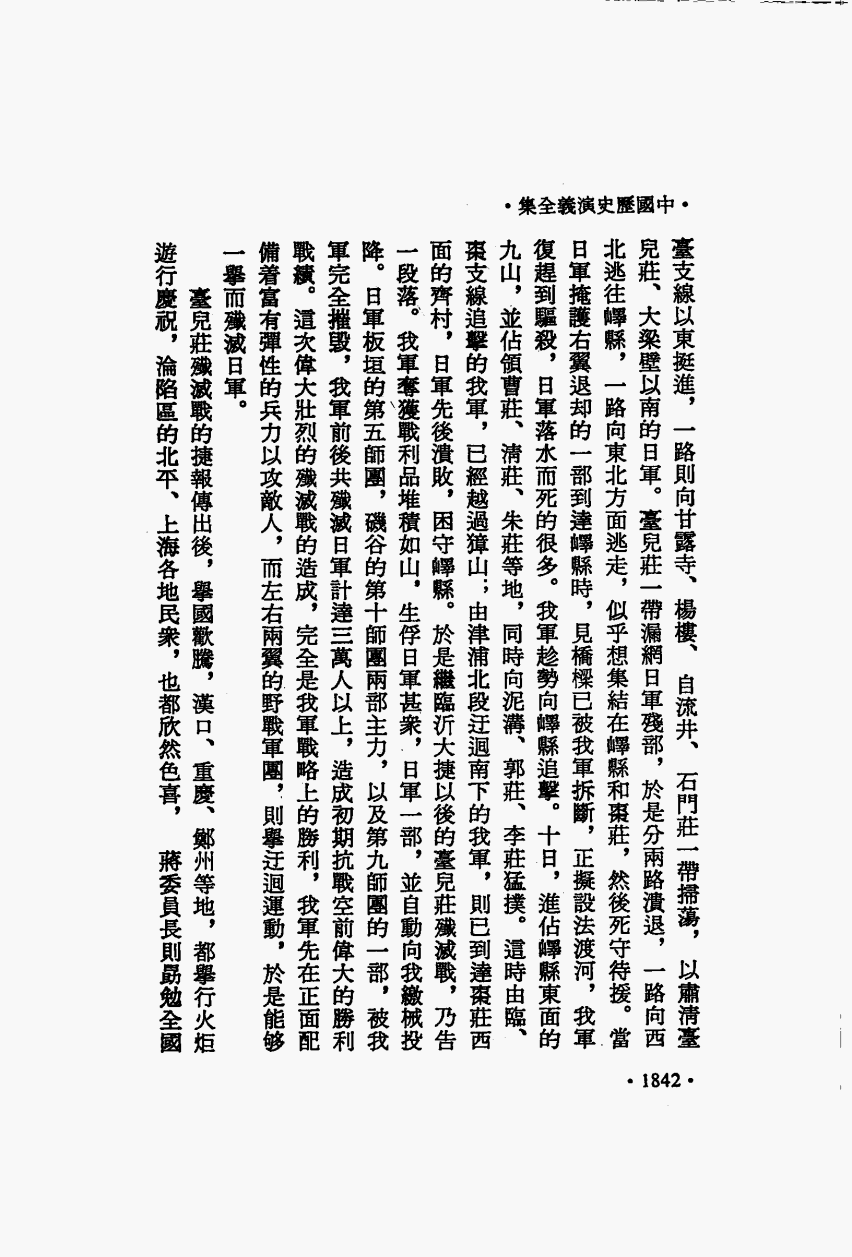 ·中國歷史演義全集·
臺支線以東挺進，一路則向甘露寺、楊樓、自流井、石門莊一帶掃蕩，以肅清臺
兒莊、大梁壁以南的日軍。臺兒莊一帶漏網日軍殘部，於是分兩路潰退，一路向西
北逃往嶧縣，一路向東北方面逃走，似乎想集結在嶧縣和棗莊，然後死守待援。當
日軍掩護右翼退却的一部到達嶧縣時，見橋樑已被我軍拆斷，正擬設法渡河，我軍
復趕到驅殺，日軍落水而死的很多。我軍趁勢向嶧縣追擊。十日，進佔嶧縣東面的
九山，並佔領曹莊、淸莊、朱莊等地，同時向泥溝、郭莊、李莊猛撲。這時由臨、
棗支線追擊的我軍，已經越過獐山；由津浦北段迂迴南下的我軍，則已到達棗莊西
面的齊村，日軍先後潰敗，困守嶧縣。於是繼臨沂大捷以後的臺兒莊殲滅戰，乃告
一段落。我軍奪獲戰利品堆積如山，生俘日軍甚衆，日軍一部，並自動向我繳械投
降。日軍板垣的第五師團，磯谷的第十師團兩部主力，以及第九師團的一部，被我
軍完全摧毀，我軍前後共殲滅日軍計達三萬人以上，造成初期抗戰空前偉大的勝利
戰績。這次偉大壯烈的殲滅戰的造成，完全是我軍戰略上的勝利，我軍先在正面配
備着富有彈性的兵力以攻敵人，而左右兩翼的野戰軍團，則擧迂迴運動，於是能够
一擧而殲滅日軍。
臺兒莊殲滅戰的捷報傳出後，擧國歡騰，漢口、重慶、鄭州等地，都擧行火炬
遊行慶祝，淪陷區的北平、上海各地民衆，也都欣然色喜，　蔣委員長則勗勉全國
·1842·